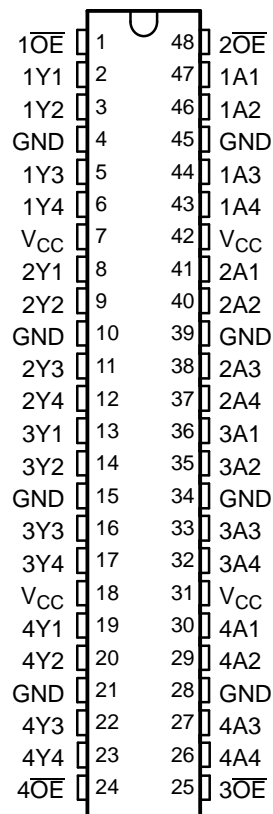 1O̅E̅ 1 48 2O̅E̅
1Y1 2 47 1A1
1Y2 3 46 1A2
GND 4 45 GND
1Y3 5 44 1A3
1Y4 6 43 1A4
VCC 7 42 VCC
2Y1 8 41 2A1
2Y2 9 40 2A2
GND 10 39 GND
2Y3 11 38 2A3
2Y4 12 37 2A4
3Y1 13 36 3A1
3Y2 14 35 3A2
GND 15 34 GND
3Y3 16 33 3A3
3Y4 17 32 3A4
VCC 18 31 VCC
4Y1 19 30 4A1
4Y2 20 29 4A2
GND 21 28 GND
4Y3 22 27 4A3
4Y4 23 26 4A4
4O̅E̅ 24 25 3O̅E̅